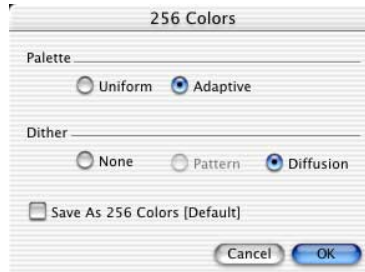 256 Colors
Palette
Uniform Adaptive
Dither
None Pattern Diffusion
Save As 256 Colors [Default]
Cancel OK